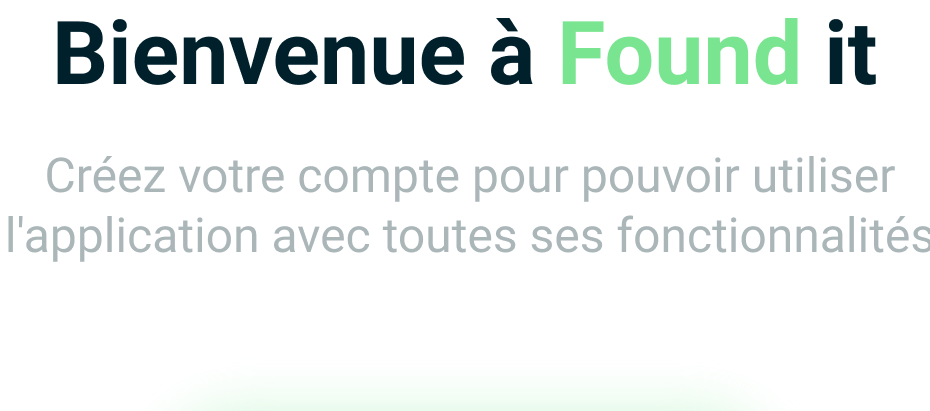 Bienvenue à Found it
Créez votre compte pour pouvoir utiliser
l'application avec toutes ses fonctionnalités